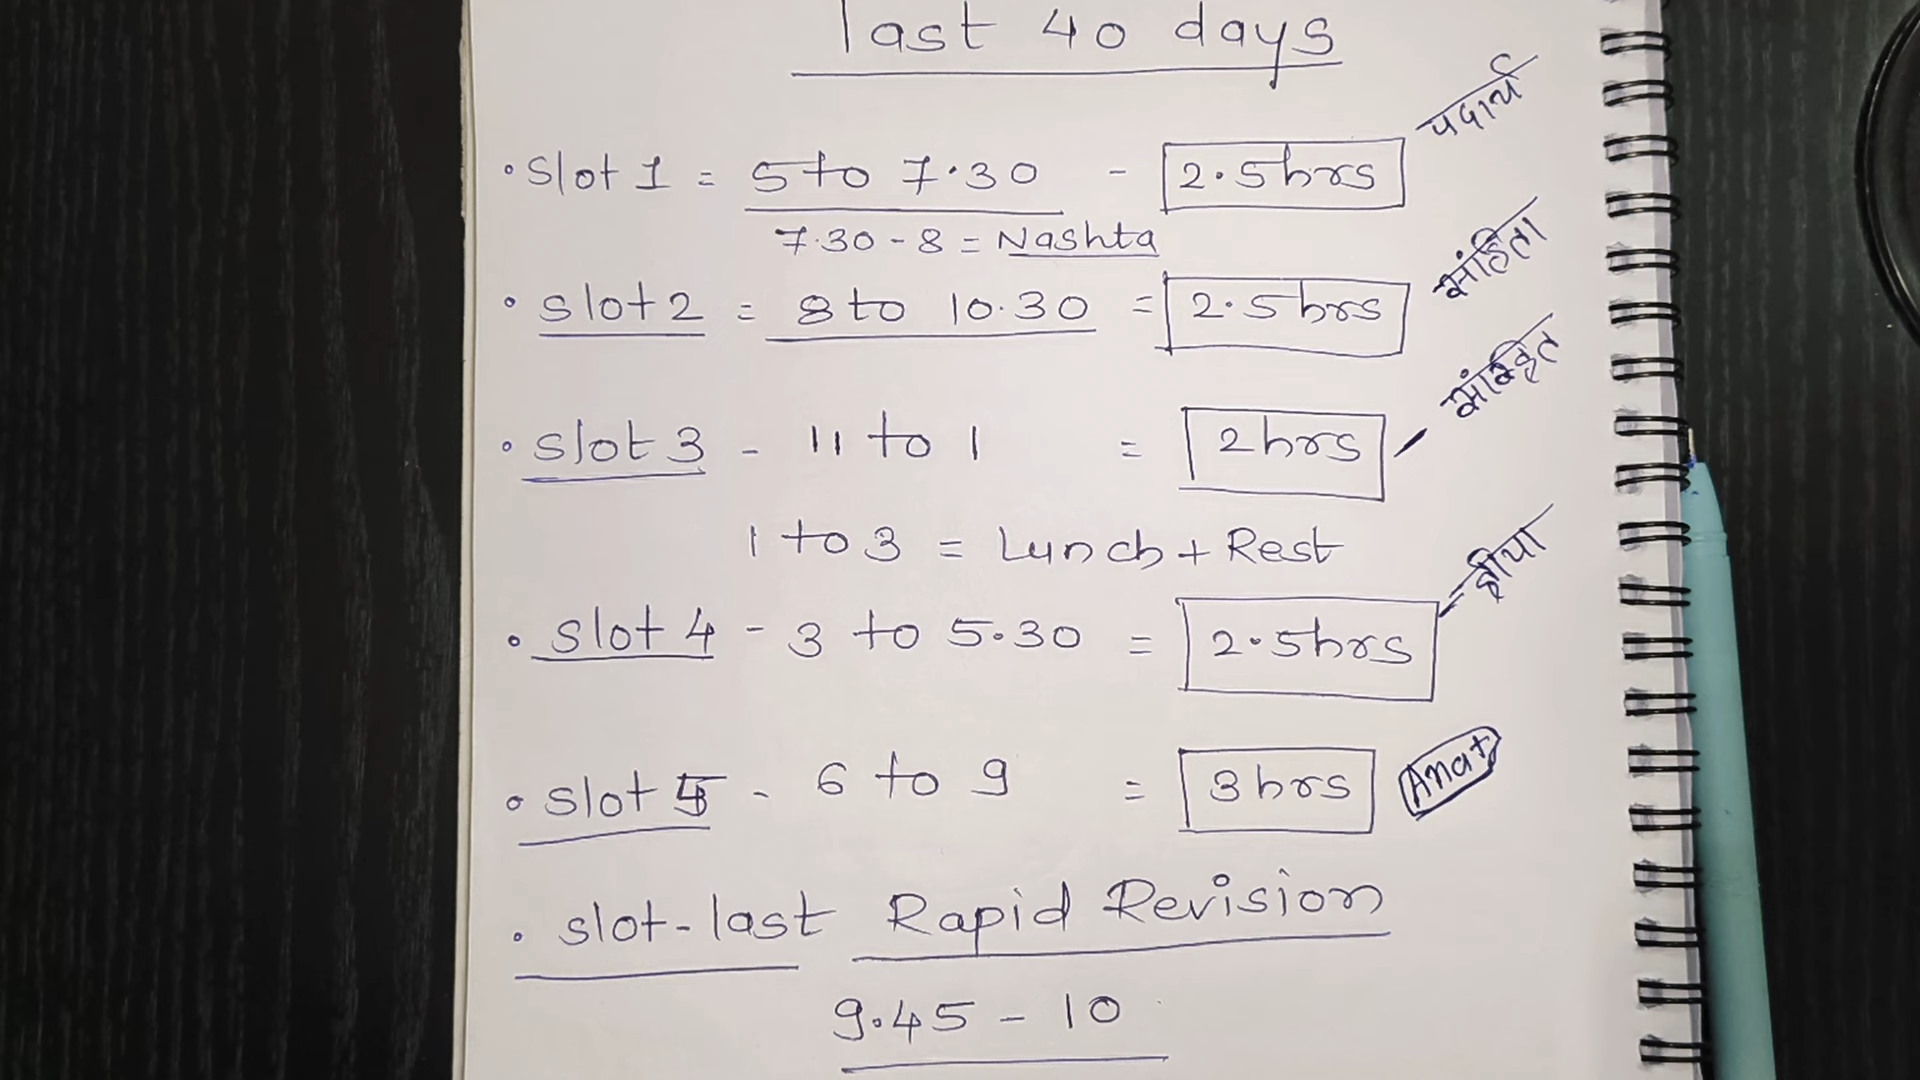 last 40 days
• Slot 1 = 5 to 7.30 - 2.5 hrs पदार्थ
7.30 - 8 = Nashta
• slot 2 = 8 to 10.30 = 2.5 hrs संहिता
• slot 3 - 11 to 1 = 2 hrs - संस्कृत
1 to 3 = Lunch + Rest
• slot 4 - 3 to 5.30 = 2.5 hrs =
• slot 5 - 6 to 9 = 3 hrs Anat
• slot - last Rapid Revision
9.45 - 10